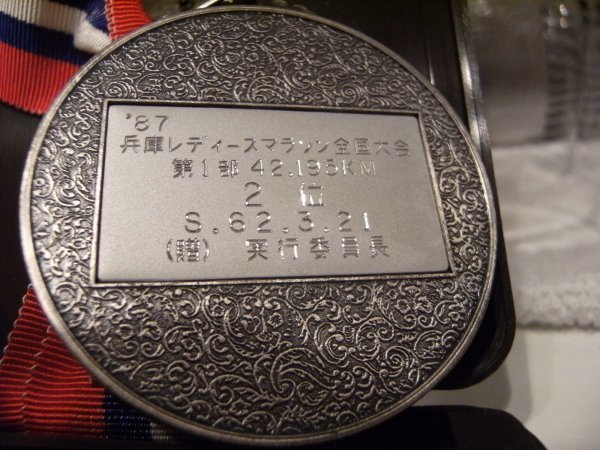 '87
兵庫レディースマラソン全国大会
第1部 42.195KM
2 位
S.62.3.21
(贈) 実行委員長